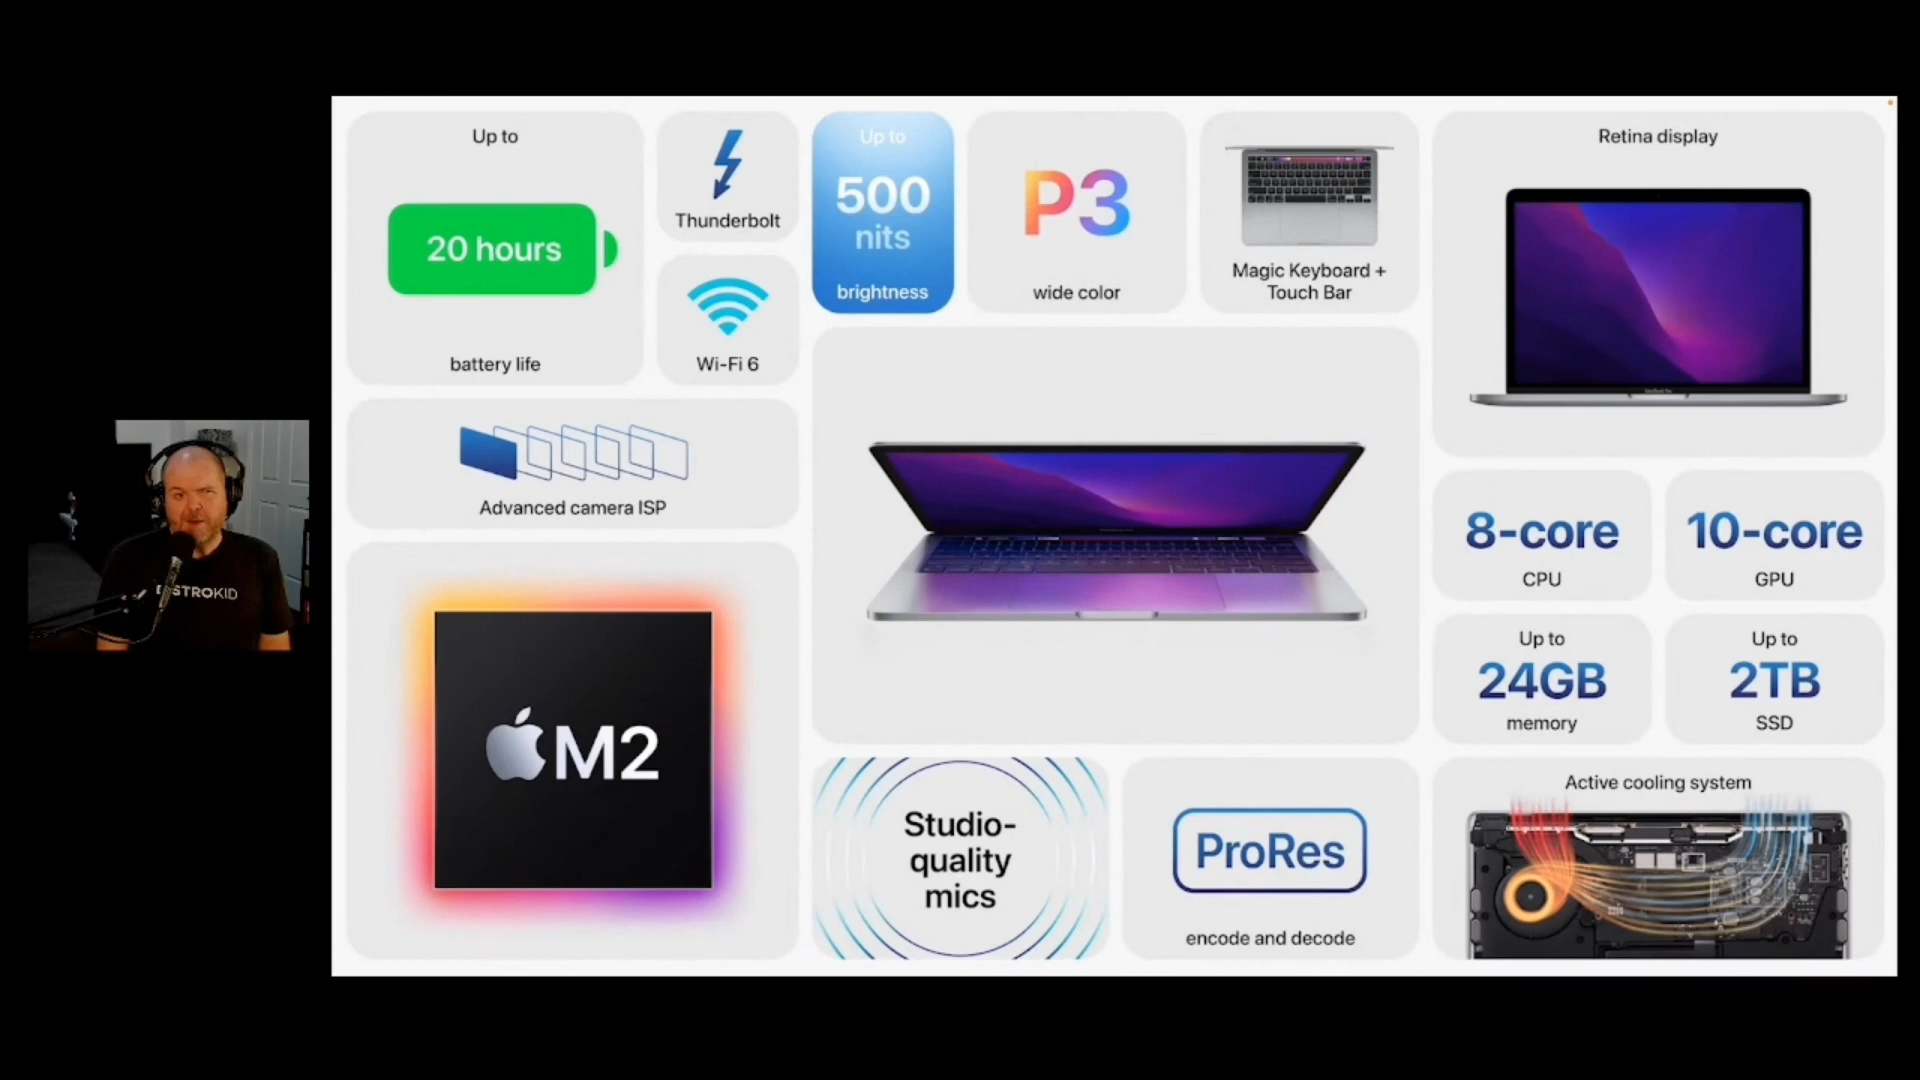 Up to
20 hours
battery life
Thunderbolt
Wi-Fi 6
Up to
500
nits
brightness
P3
wide color
Magic Keyboard +
Touch Bar
Retina display
Advanced camera ISP
8-core
CPU
10-core
GPU
Up to
24GB
memory
Up to
2TB
SSD
M2
Studio-
quality
mics
ProRes
encode and decode
Active cooling system